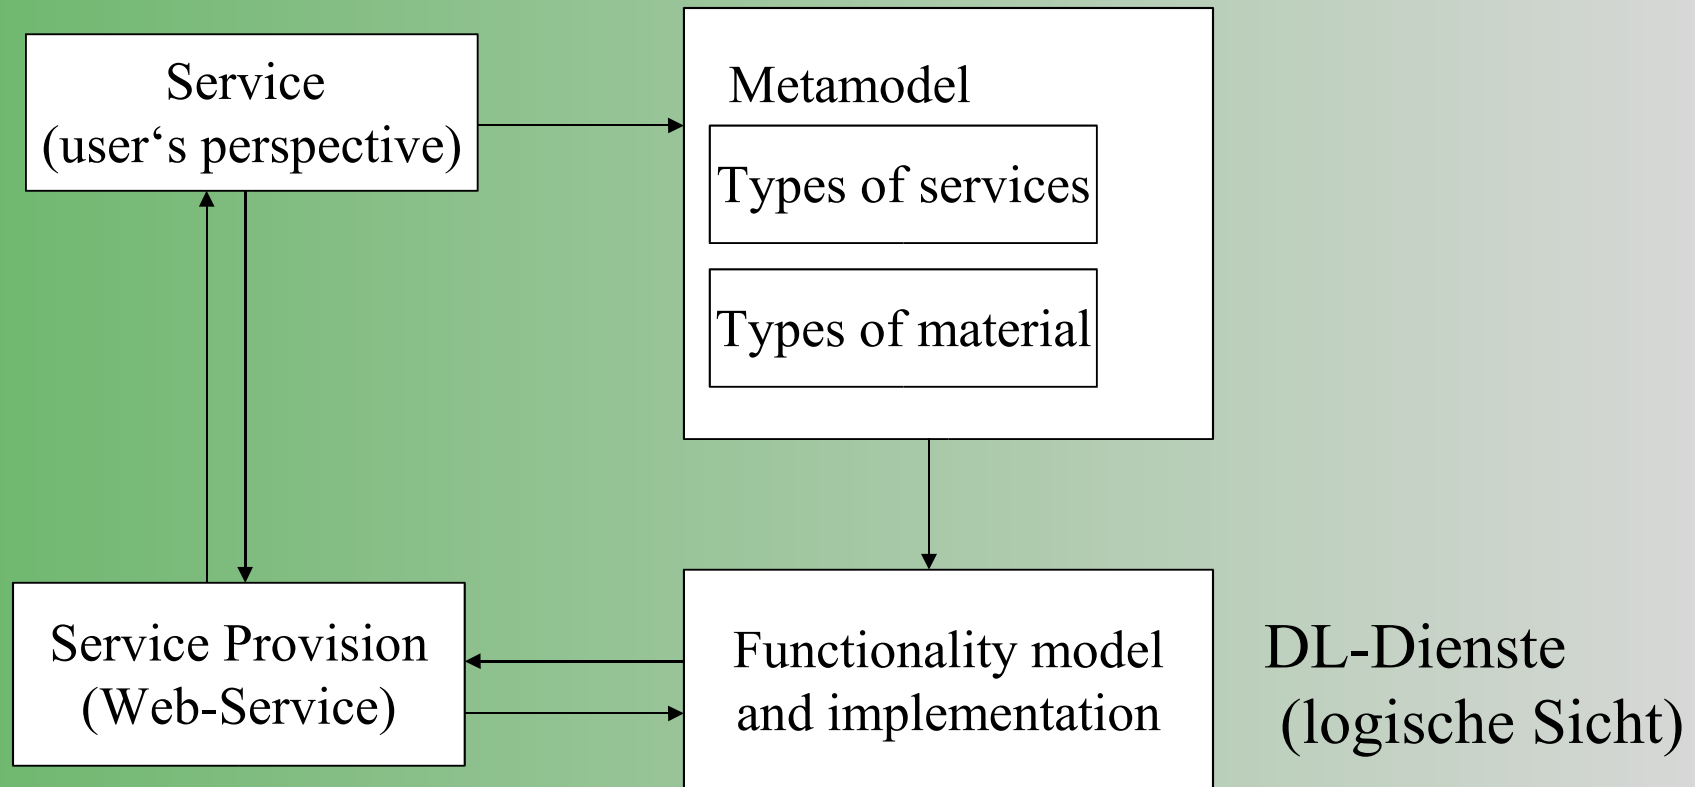 Service
(user‘s perspective)
Metamodel
Types of services
Types of material
Service Provision
(Web-Service)
Functionality model
and implementation
DL-Dienste
(logische Sicht)